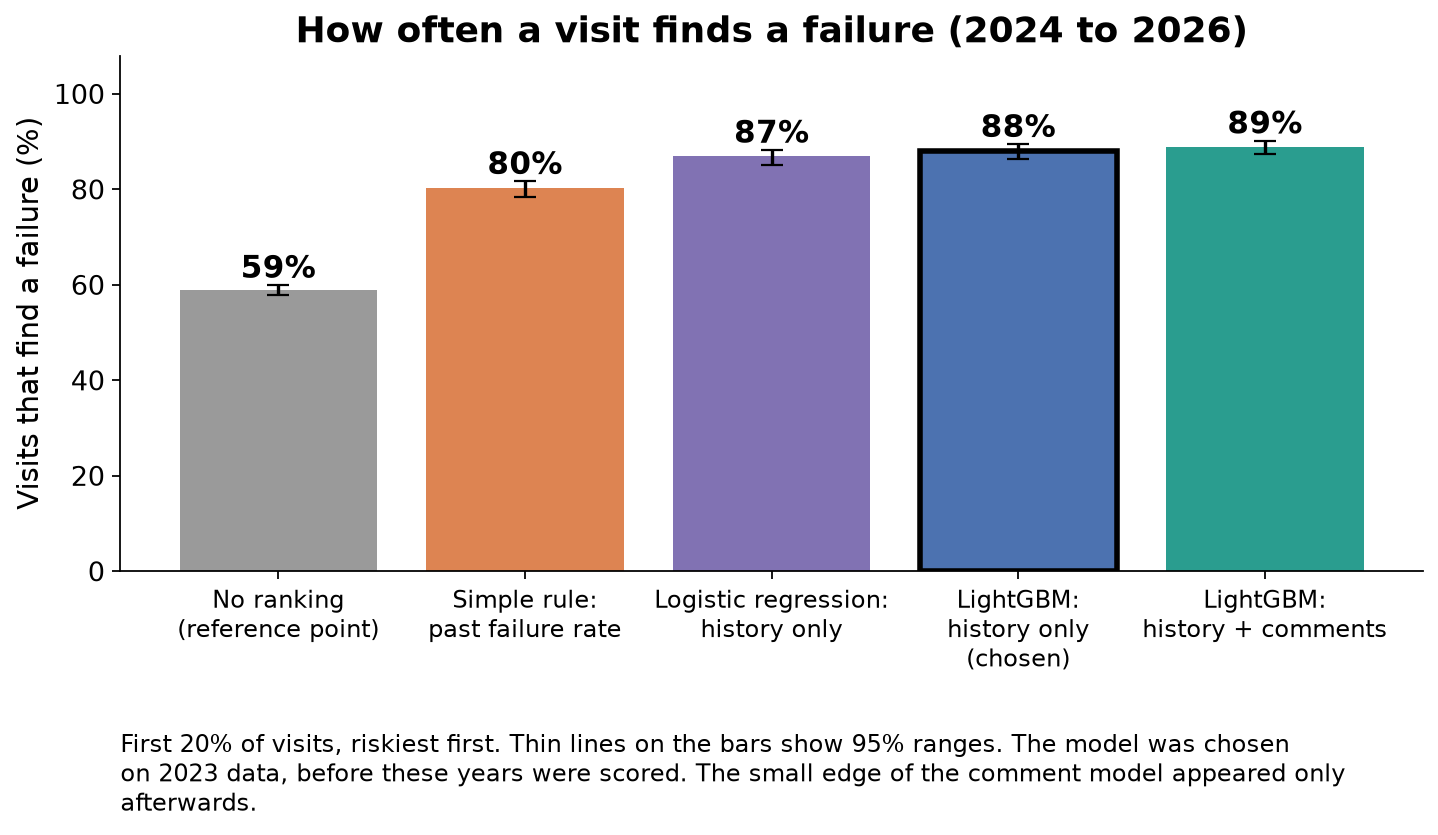 How often a visit finds a failure (2024 to 2026)
Visits that find a failure (%)
100
80
60
40
20
0
59%
80%
87%
88%
89%
No ranking
(reference point)
Simple rule:
past failure rate
Logistic regression:
history only
LightGBM:
history only
(chosen)
LightGBM:
history + comments
First 20% of visits, riskiest first. Thin lines on the bars show 95% ranges. The model was chosen
on 2023 data, before these years were scored. The small edge of the comment model appeared only
afterwards.